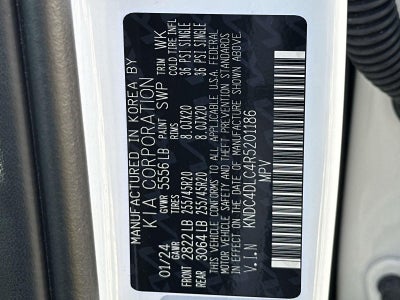 MANUFACTURED IN KOREA BY
KIA CORPORATION
01/24 GVWR 5556LB PAINT SWP TRIM WK
GAWR RIMS COLD TIRE INFL
FRONT 2822LB 255/45R20 8.0JX20 36 PSI SINGLE
REAR 3064LB 255/45R20 8.0JX20 36 PSI SINGLE
THIS VEHICLE CONFORMS TO ALL APPLICABLE U.S.A. FEDERAL
MOTOR VEHICLE SAFETY AND THEFT PREVENTION STANDARDS
IN EFFECT ON THE DATE OF MANUFACTURE SHOWN ABOVE.
V.I.N KNDC4DLC4R5201186
MPV